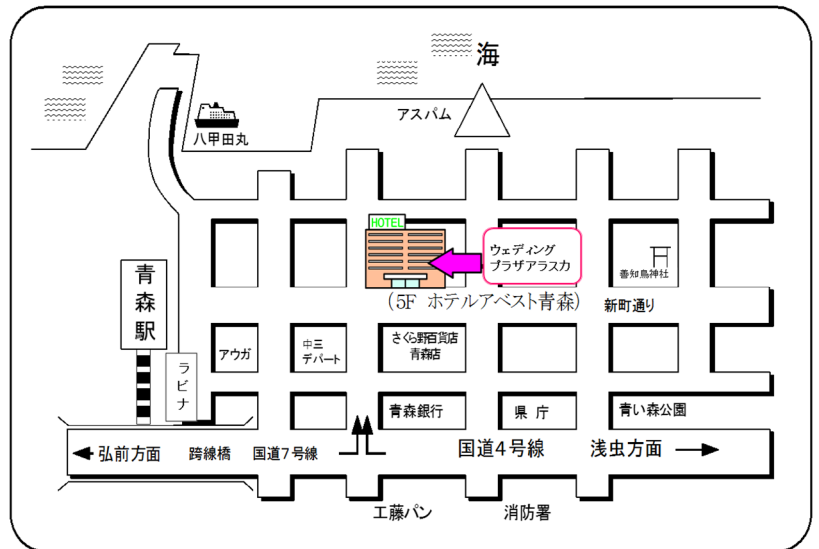 海
アスパム
八甲田丸
HOTEL
ウェディング
プラザアラスカ
善知鳥神社
(5F ホテルアベスト青森)
新町通り
青森駅
ラビナ
アウガ
中三
デパート
さくら野百貨店
青森店
青森銀行
県庁
青い森公園
弘前方面
跨線橋
国道7号線
国道4号線
浅虫方面
工藤パン
消防署